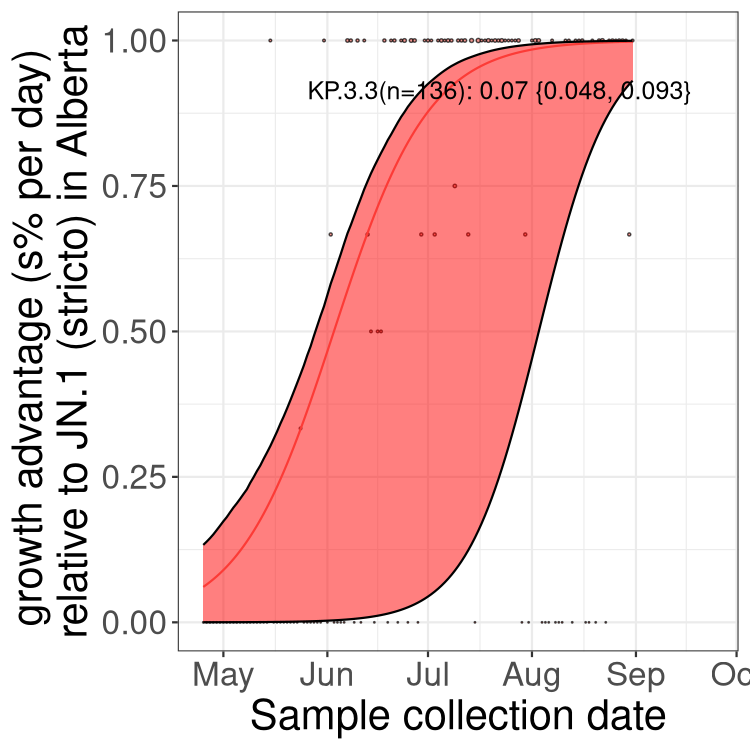 growth advantage (s% per day)
relative to JN.1 (stricto) in Alberta
1.00
0.75
0.50
0.25
0.00
KP.3.3(n=136): 0.07 {0.048, 0.093}
May Jun Jul Aug Sep Oc
Sample collection date